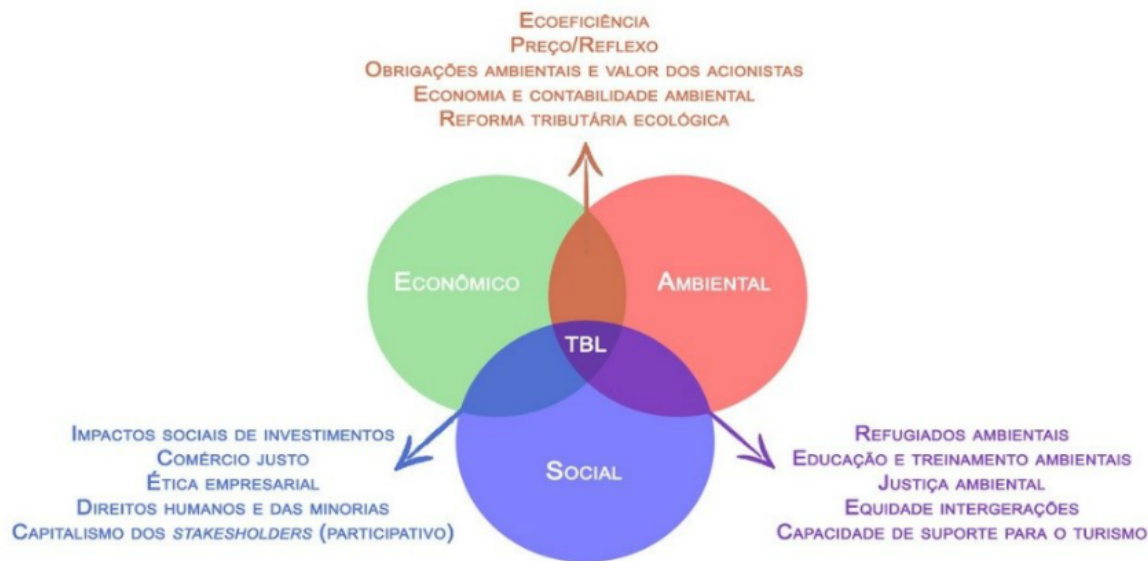 ECOEFICIÊNCIA
PREÇO/REFLEXO
OBRIGAÇÕES AMBIENTAIS E VALOR DOS ACIONISTAS
ECONOMIA E CONTABILIDADE AMBIENTAL
REFORMA TRIBUTÁRIA ECOLÓGICA
ECONÔMICO
AMBIENTAL
TBL
SOCIAL
IMPACTOS SOCIAIS DE INVESTIMENTOS
COMÉRCIO JUSTO
ÉTICA EMPRESARIAL
DIREITOS HUMANOS E DAS MINORIAS
CAPITALISMO DOS STAKESHOLDERS (PARTICIPATIVO)
REFUGIADOS AMBIENTAIS
EDUCAÇÃO E TREINAMENTO AMBIENTAIS
JUSTIÇA AMBIENTAL
EQUIDADE INTERGERAÇÕES
CAPACIDADE DE SUPORTE PARA O TURISMO